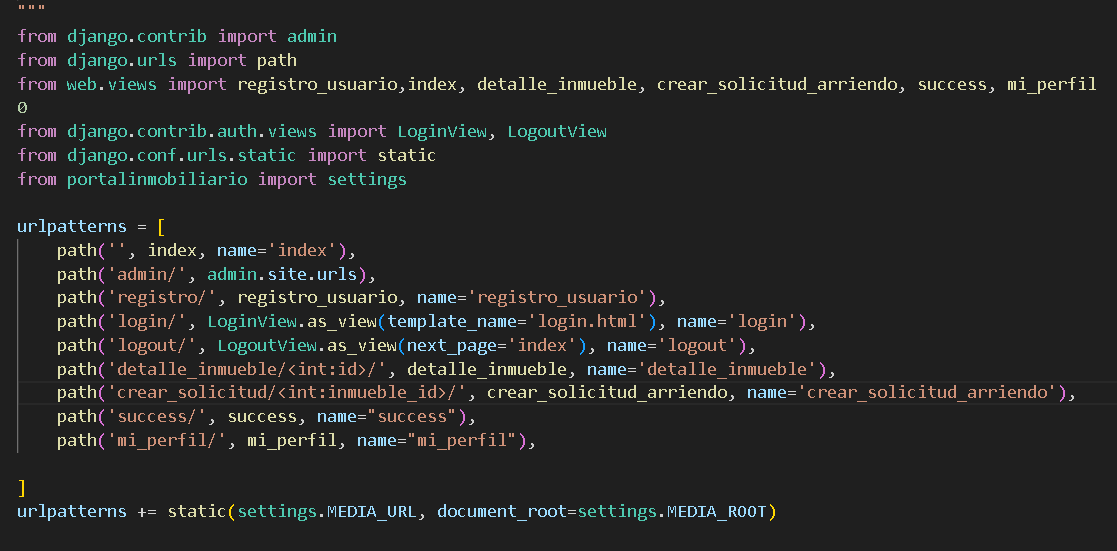 """
from django.contrib import admin
from django.urls import path
from web.views import registro_usuario,index, detalle_inmueble, crear_solicitud_arriendo, success, mi_perfil
0
from django.contrib.auth.views import LoginView, LogoutView
from django.conf.urls.static import static
from portalinmobiliario import settings

urlpatterns = [
    path('', index, name='index'),
    path('admin/', admin.site.urls),
    path('registro/', registro_usuario, name='registro_usuario'),
    path('login/', LoginView.as_view(template_name='login.html'), name='login'),
    path('logout/', LogoutView.as_view(next_page='index'), name='logout'),
    path('detalle_inmueble/<int:id>/', detalle_inmueble, name='detalle_inmueble'),
    path('crear_solicitud/<int:inmueble_id>/', crear_solicitud_arriendo, name='crear_solicitud_arriendo'),
    path('success/', success, name="success"),
    path('mi_perfil/', mi_perfil, name="mi_perfil"),

]
urlpatterns += static(settings.MEDIA_URL, document_root=settings.MEDIA_ROOT)